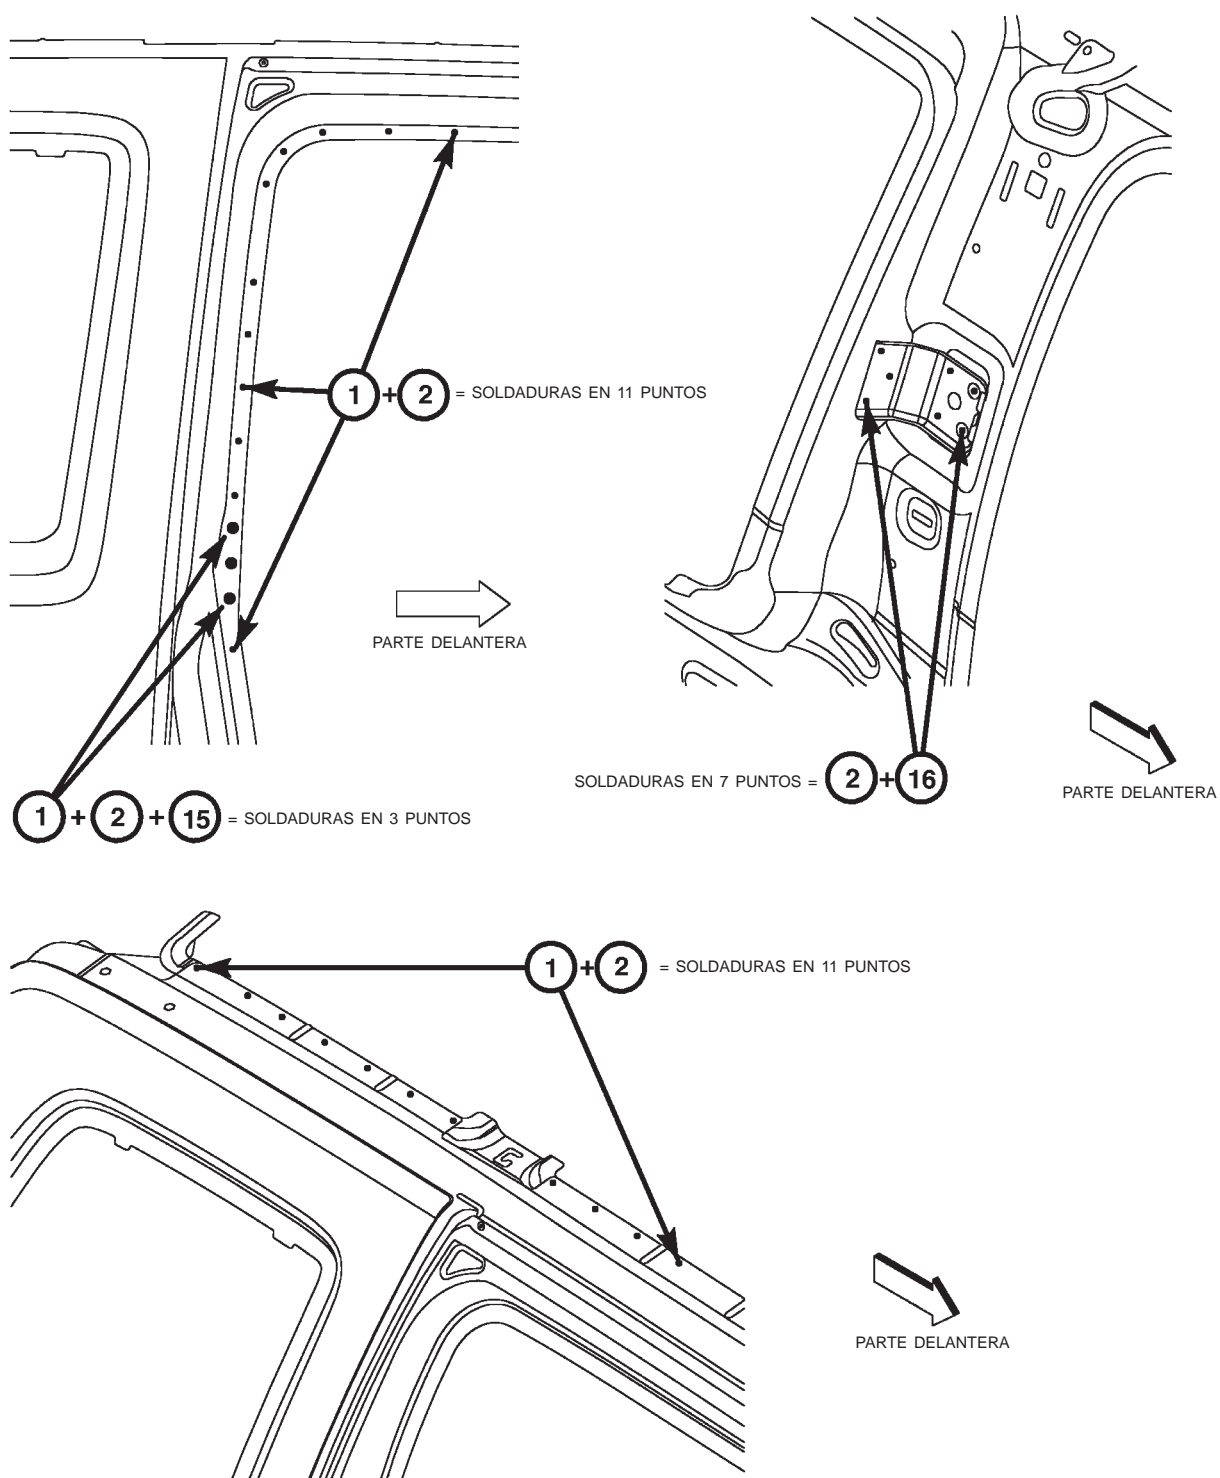 1 + 2 = SOLDADURAS EN 11 PUNTOS
PARTE DELANTERA
1 + 2 + 15 = SOLDADURAS EN 3 PUNTOS
SOLDADURAS EN 7 PUNTOS = 2 + 16
PARTE DELANTERA
1 + 2 = SOLDADURAS EN 11 PUNTOS
PARTE DELANTERA